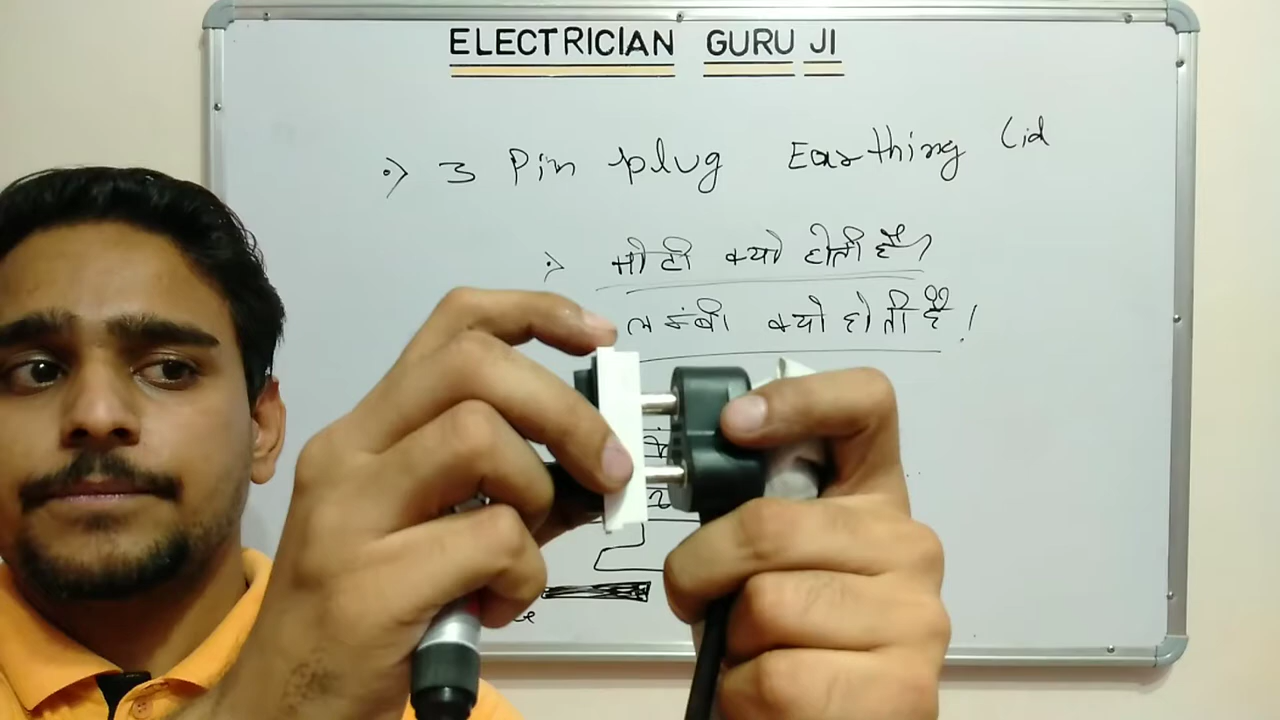 ELECTRICIAN GURU JI
3 Pin plug Earthing Lid
मोटी क्यो होती है
लम्बी क्यो होती है ।